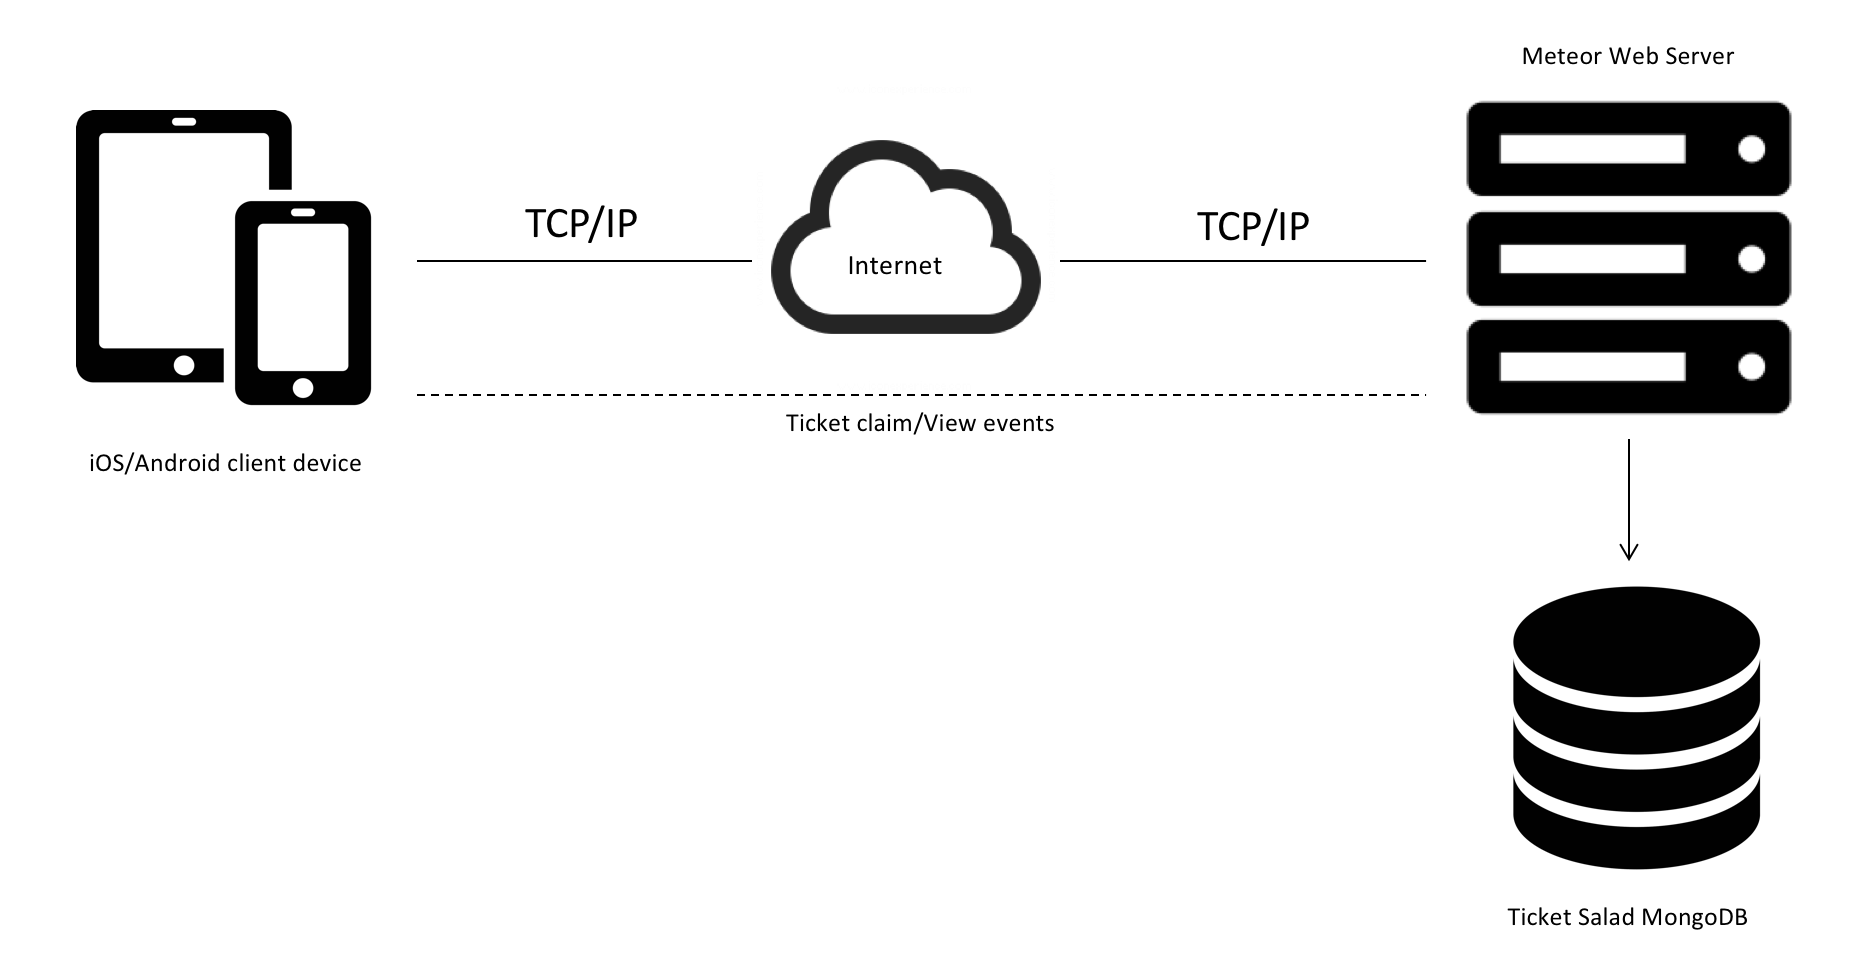 Meteor Web Server
TCP/IP
TCP/IP
Internet
Ticket claim/View events
iOS/Android client device
Ticket Salad MongoDB